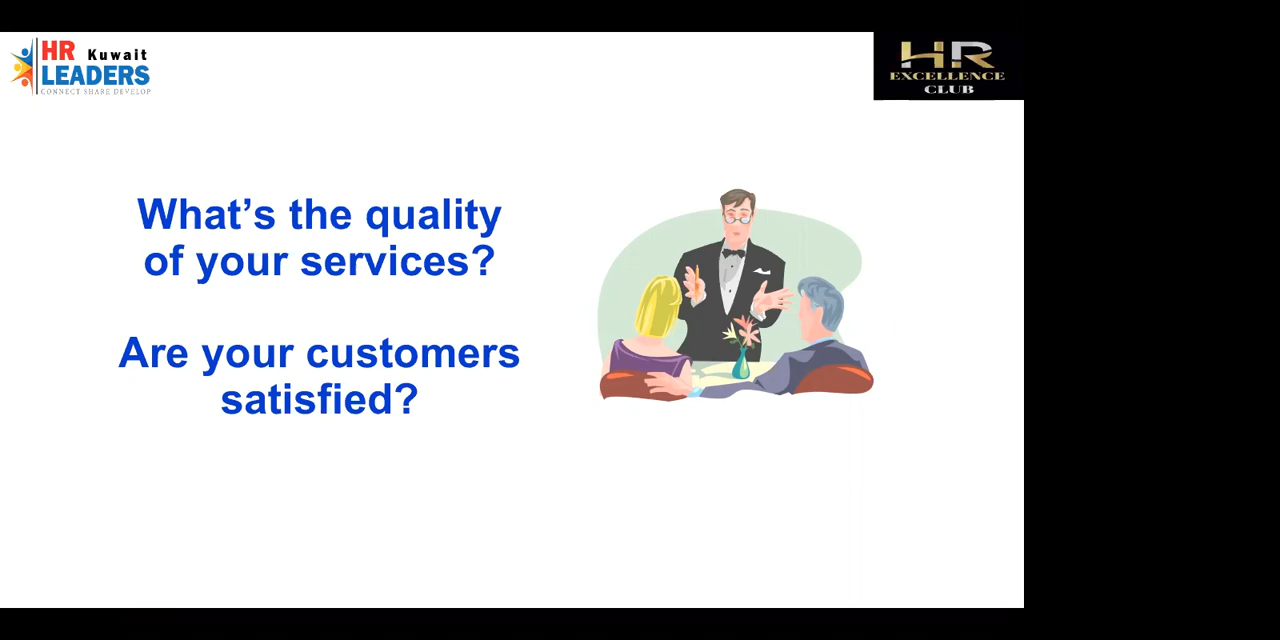 HR Kuwait
LEADERS
CONNECT SHARE DEVELOP
HR
EXCELLENCE
CLUB
What’s the quality
of your services?
Are your customers
satisfied?